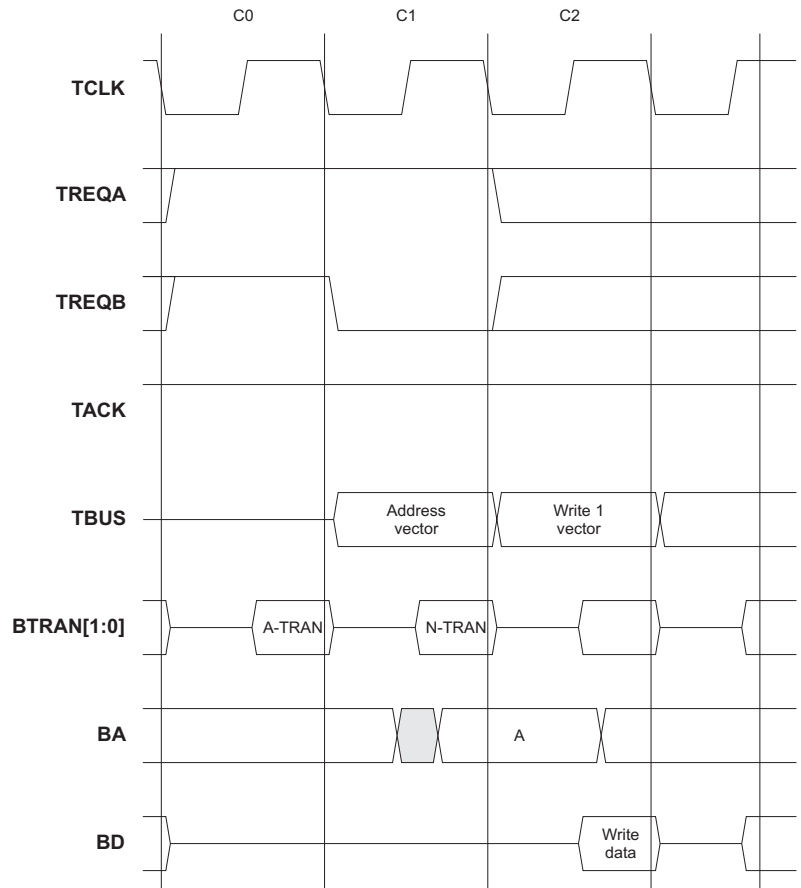 C0 C1 C2
TCLK
TREQA
TREQB
TACK
TBUS
Address
vector
Write 1
vector
BTRAN[1:0]
A-TRAN
N-TRAN
BA
A
BD
Write
data